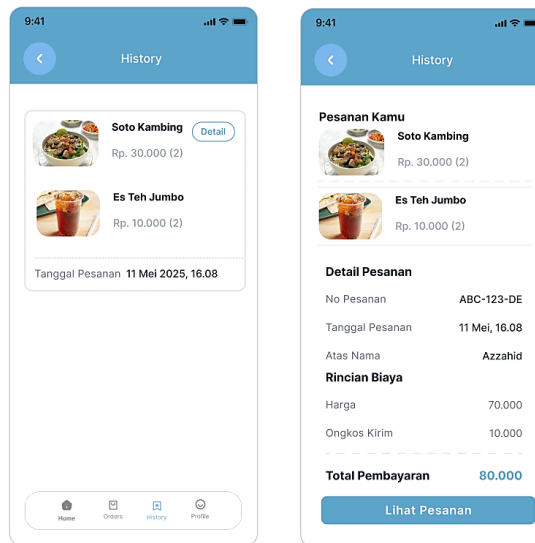 9:41
History
Soto Kambing
Detail
Rp. 30.000 (2)
Es Teh Jumbo
Rp. 10.000 (2)
Tanggal Pesanan 11 Mei 2025, 16.08
Home Orders History Profile
9:41
History
Pesanan Kamu
Soto Kambing
Rp. 30.000 (2)
Es Teh Jumbo
Rp. 10.000 (2)
Detail Pesanan
No Pesanan ABC-123-DE
Tanggal Pesanan 11 Mei, 16.08
Atas Nama Azzahid
Rincian Biaya
Harga 70.000
Ongkos Kirim 10.000
Total Pembayaran 80.000
Lihat Pesanan